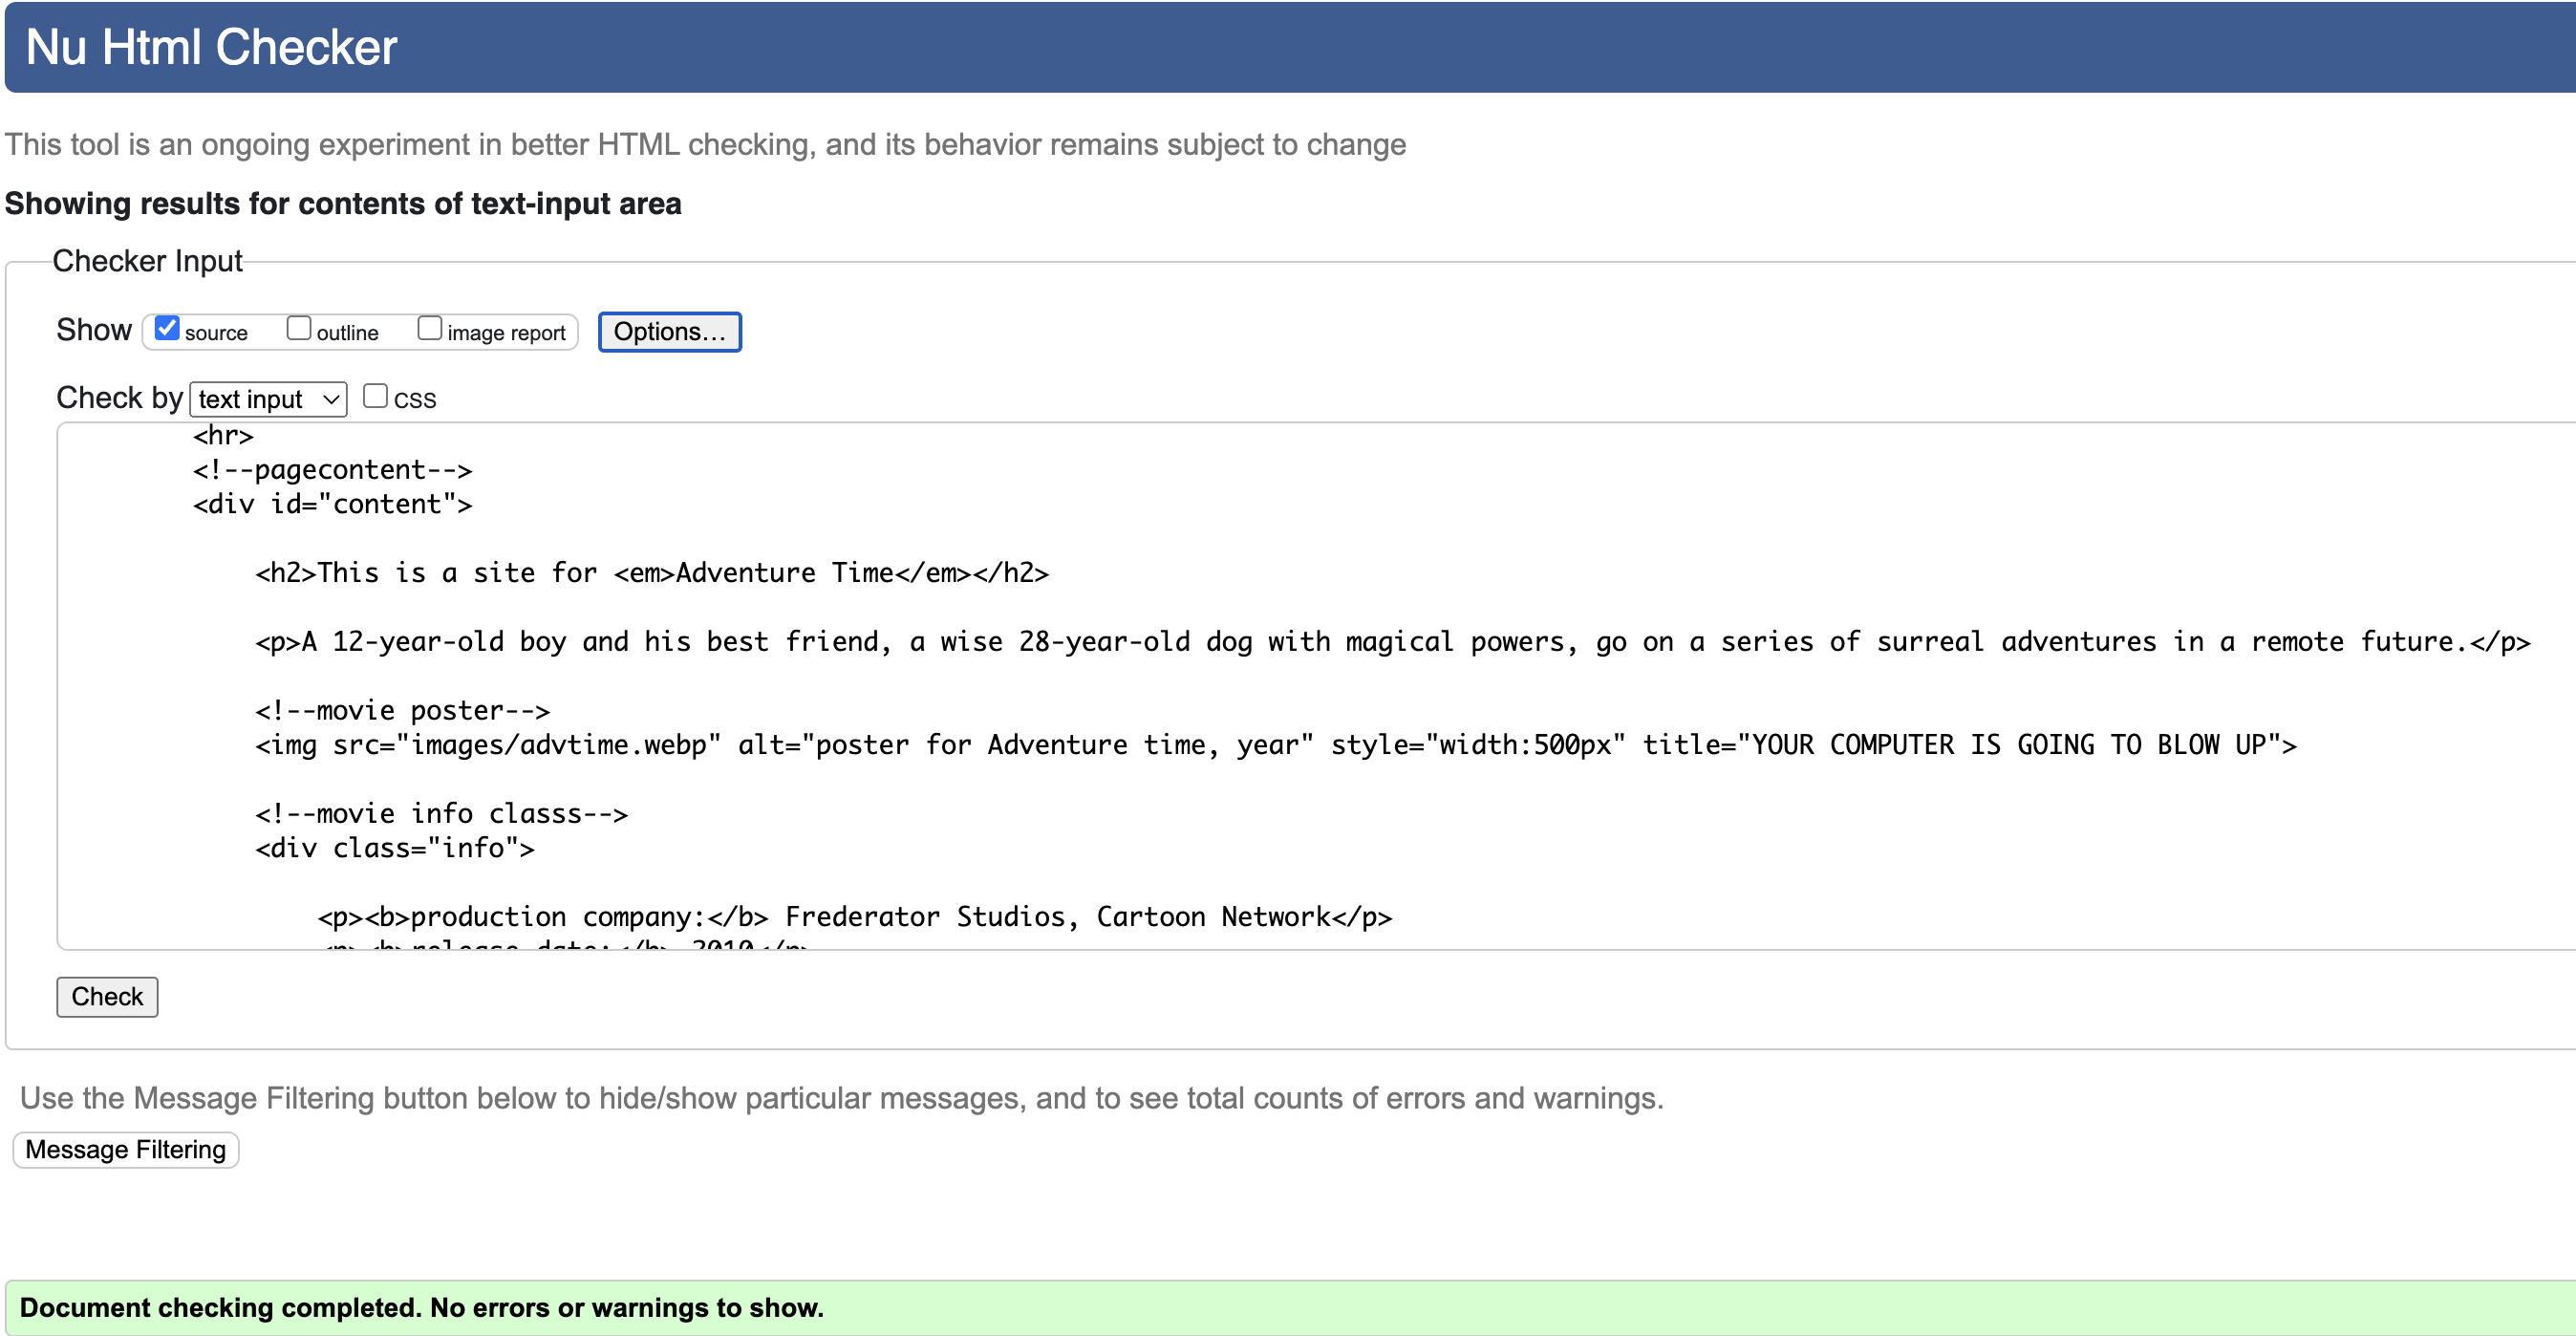 Nu Html Checker
This tool is an ongoing experiment in better HTML checking, and its behavior remains subject to change
Showing results for contents of text-input area
Checker Input
Show source outline image report Options...
Check by text input CSS
<hr>
<!--pagecontent-->
<div id="content">
<h2>This is a site for <em>Adventure Time</em></h2>
<p>A 12-year-old boy and his best friend, a wise 28-year-old dog with magical powers, go on a series of surreal adventures in a remote future.</p>
<!--movie poster-->
<img src="images/advtime.webp" alt="poster for Adventure time, year" style="width:500px" title="YOUR COMPUTER IS GOING TO BLOW UP">
<!--movie info classs-->
<div class="info">
<p><b>production company:</b> Frederator Studios, Cartoon Network</p>
<p><b>release date:</b> 2010</p>
Check
Use the Message Filtering button below to hide/show particular messages, and to see total counts of errors and warnings.
Message Filtering
Document checking completed. No errors or warnings to show.